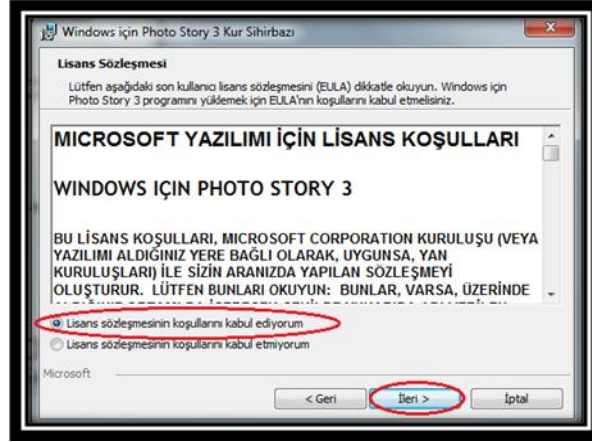 Windows için Photo Story 3 Kur Sihirbazı
Lisans Sözleşmesi
Lütfen aşağıdaki son kullanıcı lisans sözleşmesini (EULA) dikkatle okuyun. Windows için
Photo Story 3 programını yüklemek için EULA'nın koşullarını kabul etmelisiniz.
MICROSOFT YAZILIMI İÇİN LİSANS KOŞULLARI
WINDOWS IÇIN PHOTO STORY 3
BU LİSANS KOŞULLARI, MICROSOFT CORPORATION KURULUŞU (VEYA
YAZILIMI ALDIĞINIZ YERE BAĞLI OLARAK, UYGUNSA, YAN
KURULUŞLARI) İLE SİZİN ARANIZDA YAPILAN SÖZLEŞMEYİ
OLUŞTURUR. LÜTFEN BUNLARI OKUYUN: BUNLAR, VARSA, ÜZERİNDE
Lisans sözleşmesinin koşullarını kabul ediyorum
Lisans sözleşmesinin koşullarını kabul etmiyorum
Microsoft
< Geri
İleri >
İptal